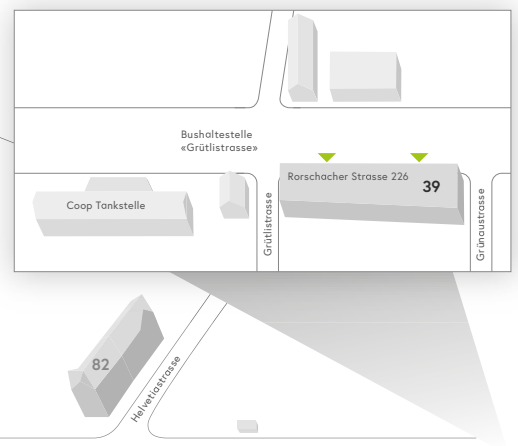 Bushaltestelle
«Grütlistrasse»
Rorschacher Strasse 226
39
Coop Tankstelle
Grütlistrasse
Grünaustrasse
82
Helvetiastrasse